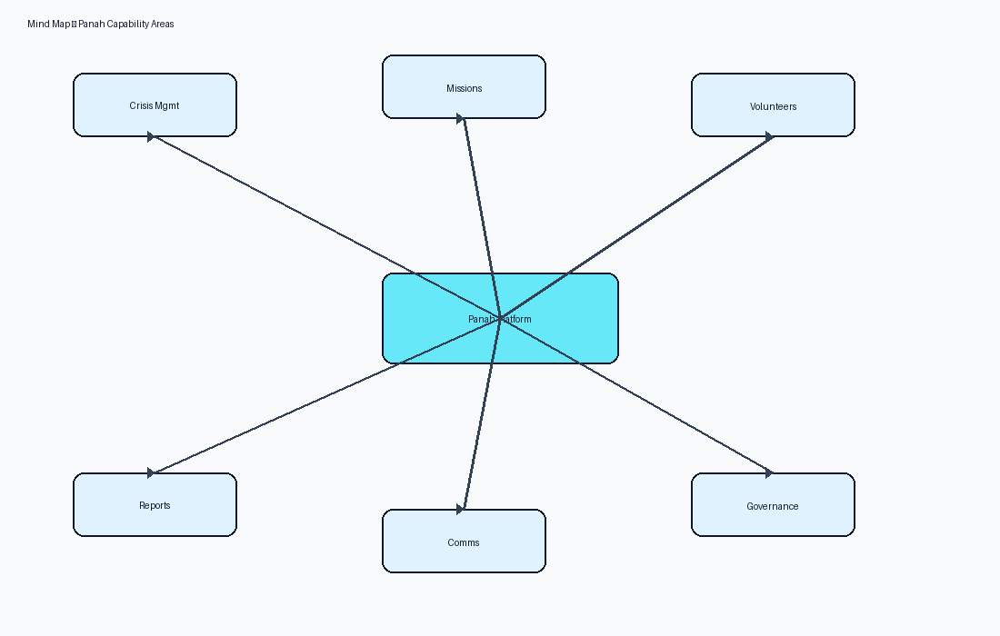 Mind Map Panah Capability Areas
Missions
Crisis Mgmt
Volunteers
Panah Platform
Reports
Governance
Comms